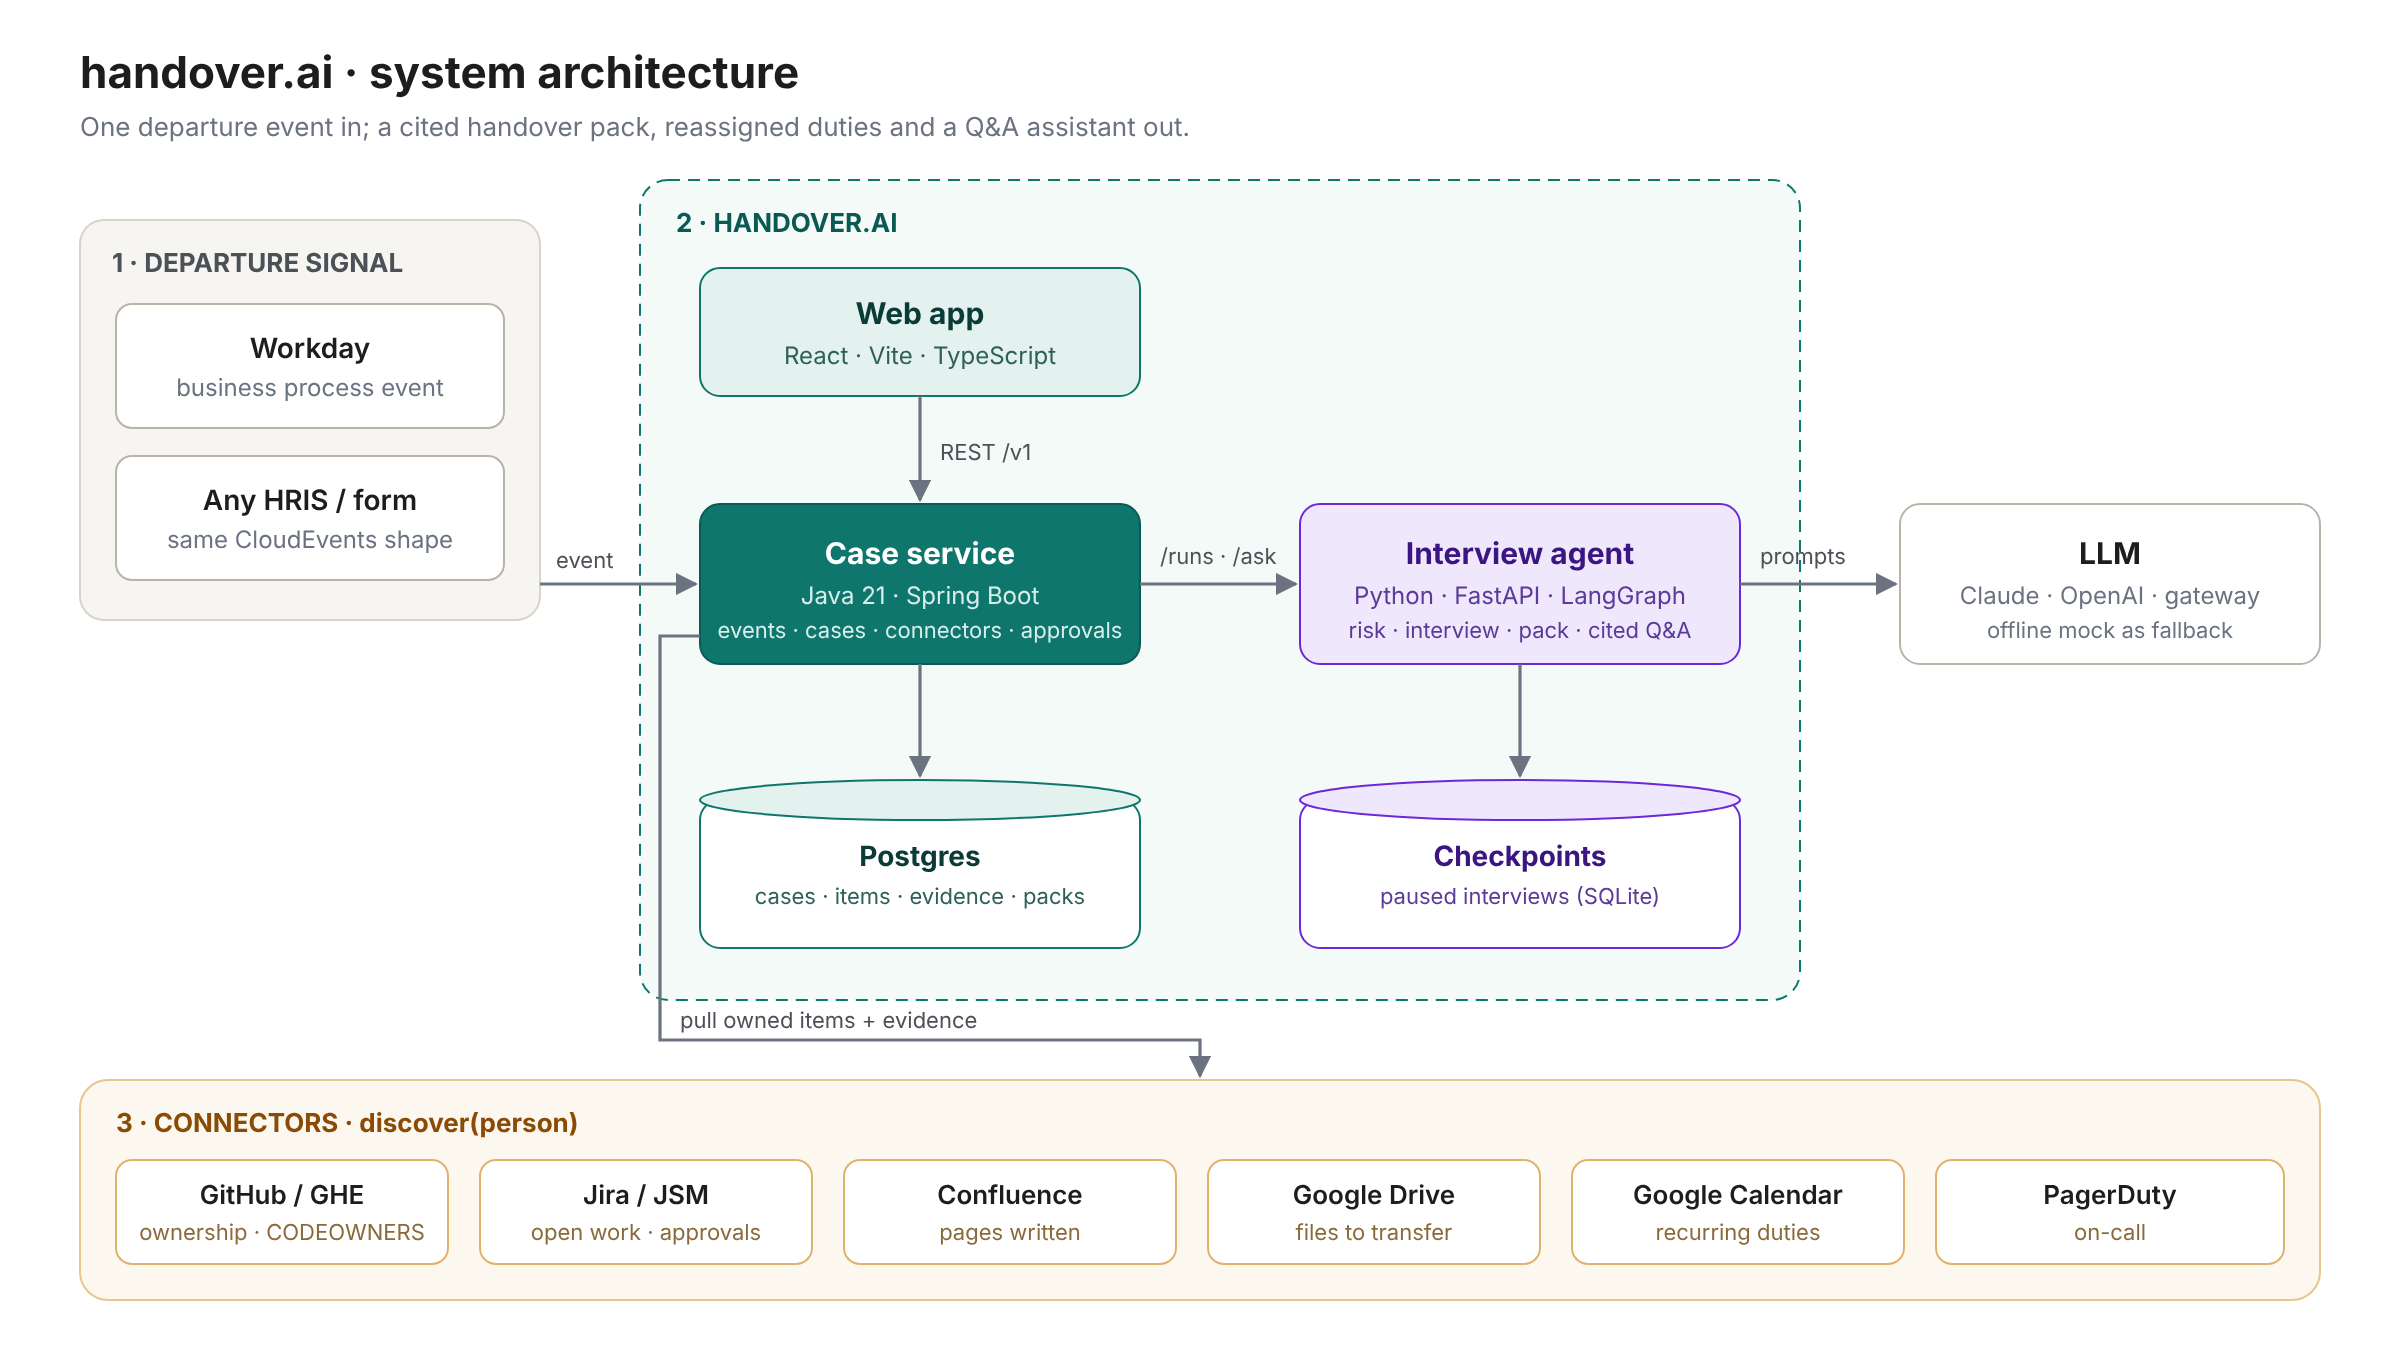 handover.ai · system architecture
One departure event in; a cited handover pack, reassigned duties and a Q&A assistant out.
1 · DEPARTURE SIGNAL
Workday
business process event
Any HRIS / form
same CloudEvents shape
event
2 · HANDOVER.AI
Web app
React · Vite · TypeScript
REST /v1
Case service
Java 21 · Spring Boot
events · cases · connectors · approvals
/runs · /ask
Interview agent
Python · FastAPI · LangGraph
risk · interview · pack · cited Q&A
prompts
LLM
Claude · OpenAI · gateway
offline mock as fallback
Postgres
cases · items · evidence · packs
Checkpoints
paused interviews (SQLite)
pull owned items + evidence
3 · CONNECTORS · discover(person)
GitHub / GHE
ownership · CODEOWNERS
Jira / JSM
open work · approvals
Confluence
pages written
Google Drive
files to transfer
Google Calendar
recurring duties
PagerDuty
on-call